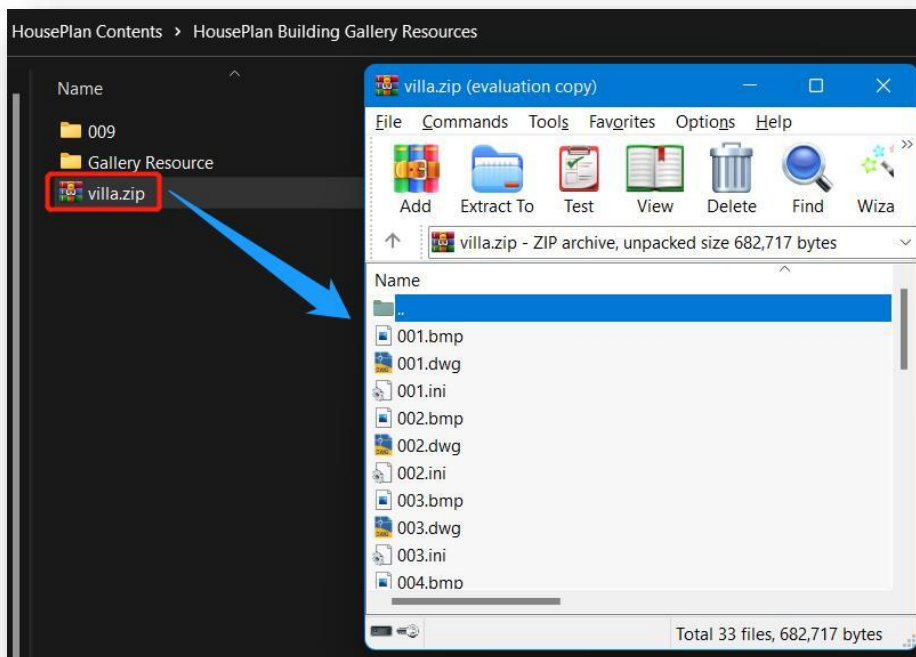 HousePlan Contents > HousePlan Building Gallery Resources
Name
009
Gallery Resource
villa.zip
villa.zip (evaluation copy)
File Commands Tools Favorites Options Help
Add Extract To Test View Delete Find Wiza
villa.zip - ZIP archive, unpacked size 682,717 bytes
Name
..
001.bmp
001.dwg
001.ini
002.bmp
002.dwg
002.ini
003.bmp
003.dwg
003.ini
004.bmp
Total 33 files, 682,717 bytes